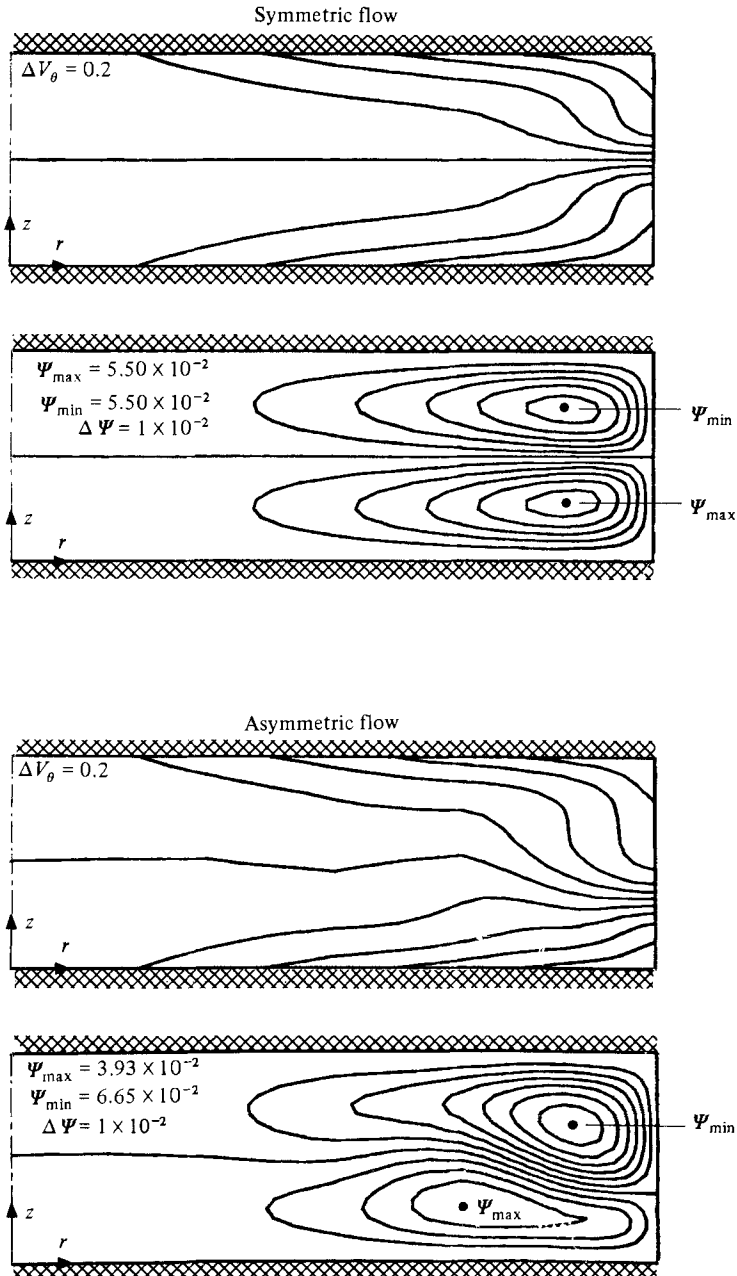 Symmetric flow
ΔV_θ = 0.2
z
r
Ψ_max = 5.50 × 10⁻²
Ψ_min = 5.50 × 10⁻²
Δ Ψ = 1 × 10⁻²
Ψ_min
Ψ_max
z
r
Asymmetric flow
ΔV_θ = 0.2
z
r
Ψ_max = 3.93 × 10⁻²
Ψ_min = 6.65 × 10⁻²
Δ Ψ = 1 × 10⁻²
Ψ_min
Ψ_max
z
r